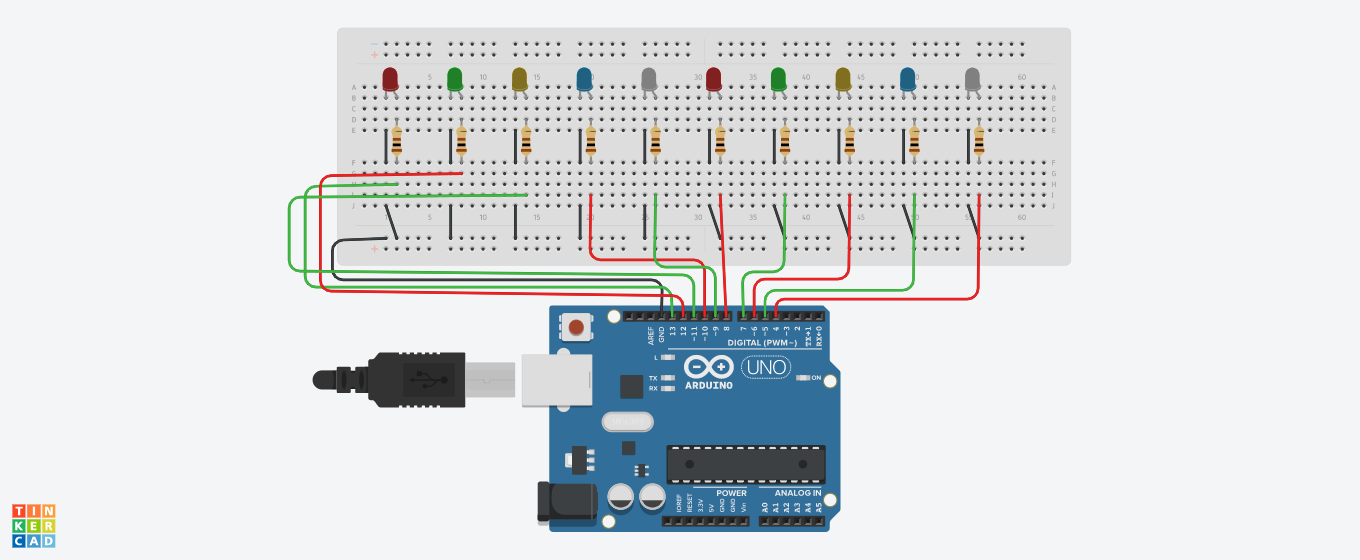 5 10 15 20 25 30 35 40 45 50 55 60
A A
B B
C C
D D
E E
F F
G G
H H
I I
J J
1 5 10 15 20 25 30 35 40 45 50 55 60
AREF GND 13 12 ~11 ~10 ~9 8 7 ~6 ~5 4 ~3 2 TX→1 RX←0
DIGITAL (PWM~)
L
TX
RX
ARDUINO
UNO
ON
POWER ANALOG IN
IOREF RESET 3.3V 5V GND GND Vin A0 A1 A2 A3 A4 A5
TIN
KER
CAD